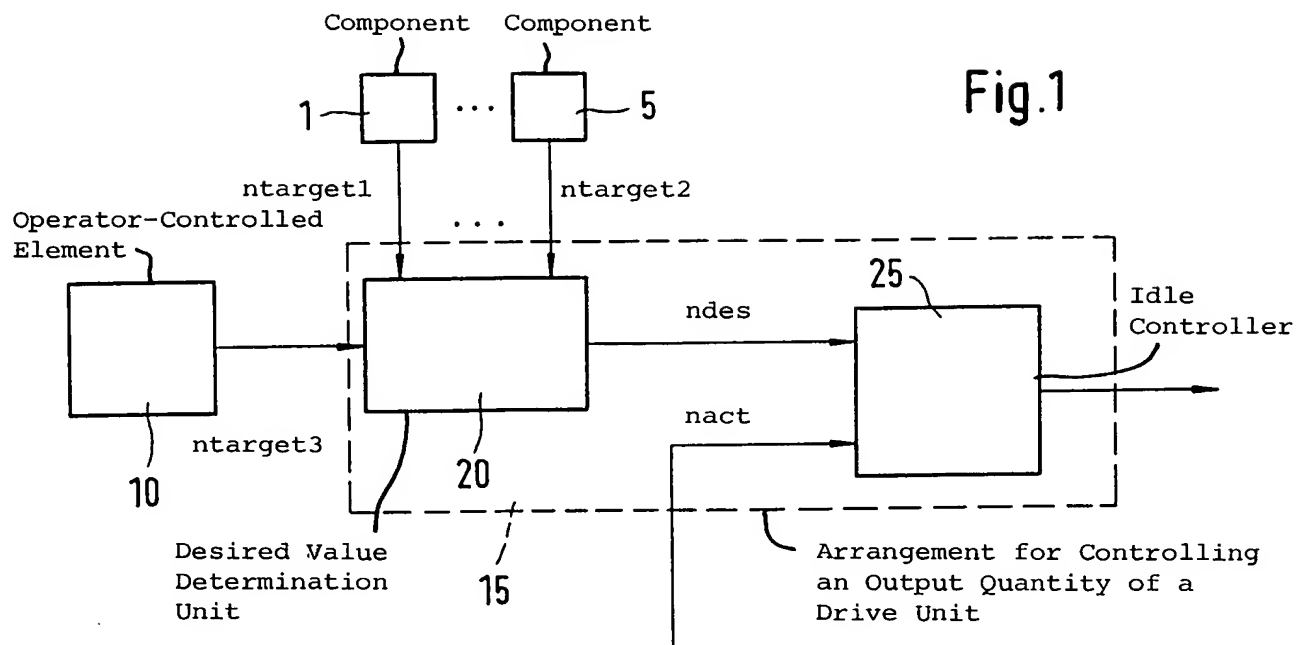 Component Component
Fig.1
1 ... 5
ntarget1 ntarget2
Operator-Controlled
Element
...
25
Idle
Controller
ndes
nact
20
ntarget3
10
Desired Value
Determination
Unit
15
Arrangement for Controlling
an Output Quantity of a
Drive Unit